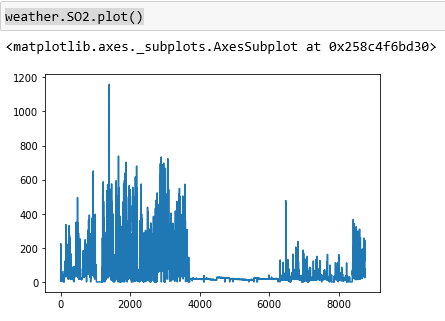 weather.SO2.plot()
<matplotlib.axes._subplots.AxesSubplot at 0x258c4f6bd30>
1200
1000
800
600
400
200
0
0 2000 4000 6000 8000